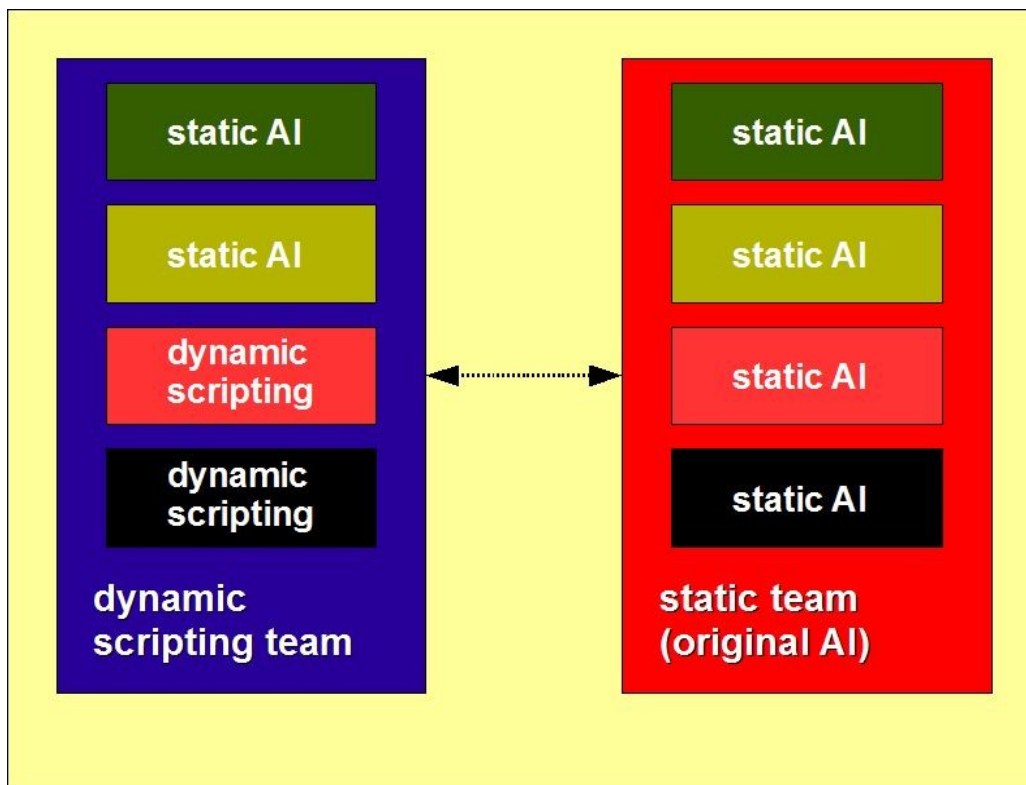 static AI
static AI
dynamic
scripting
dynamic
scripting
dynamic
scripting team
static AI
static AI
static AI
static AI
static team
(original AI)